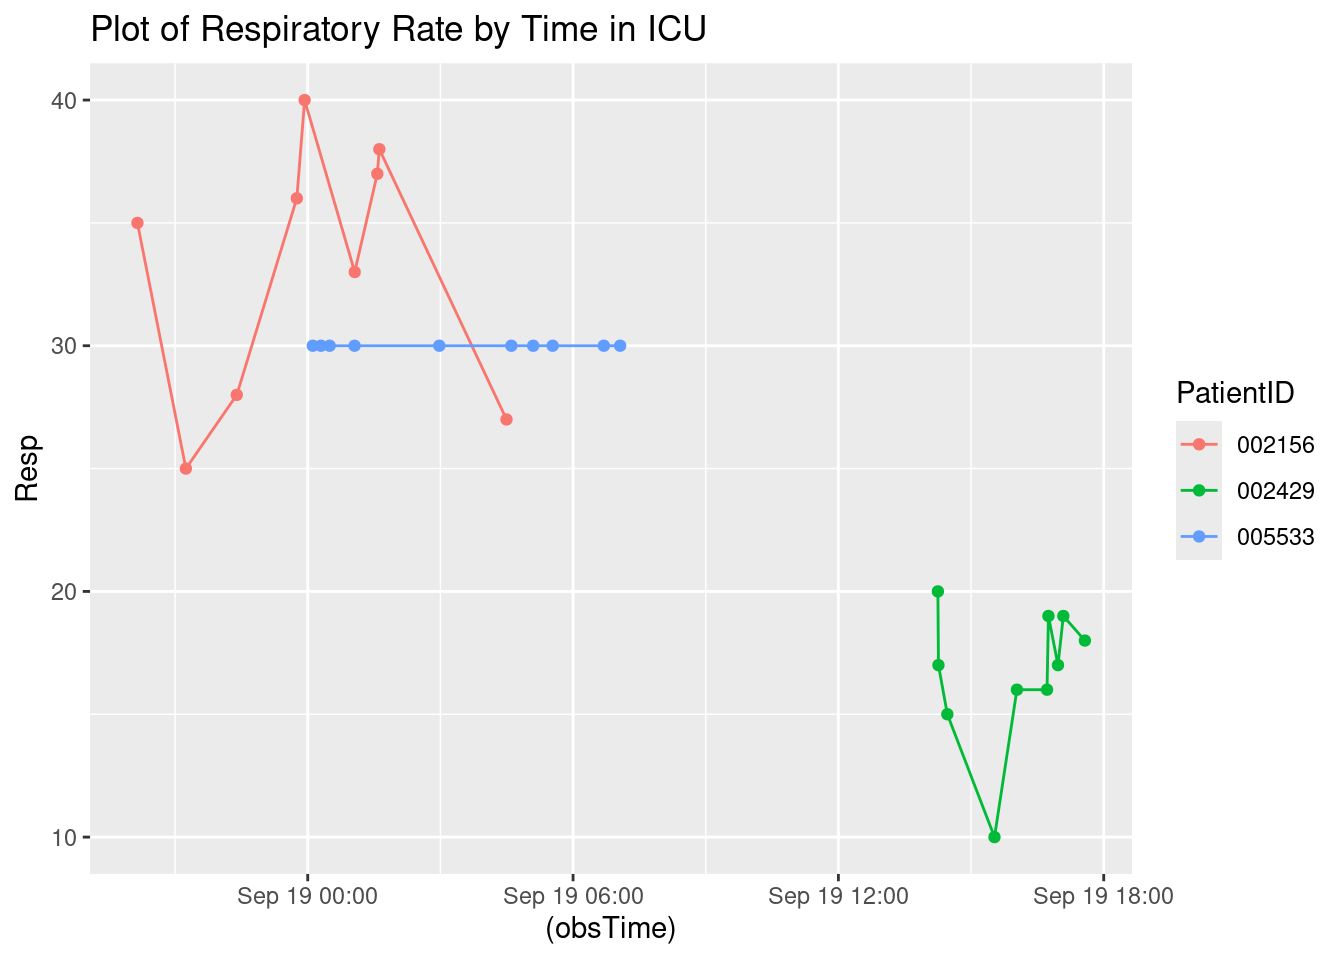 Plot of Respiratory Rate by Time in ICU
40
30
20
10
Resp
Sep 19 00:00
Sep 19 06:00
Sep 19 12:00
Sep 19 18:00
(obsTime)
PatientID
002156
002429
005533